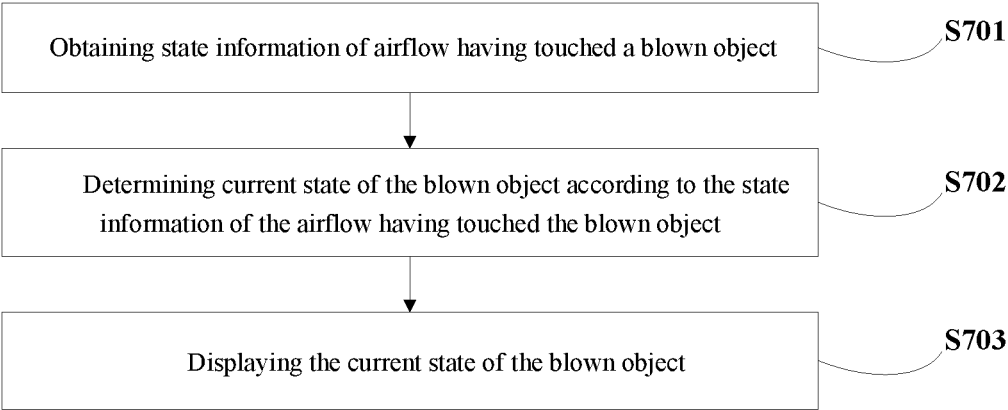 Obtaining state information of airflow having touched a blown object
S701
Determining current state of the blown object according to the state
information of the airflow having touched the blown object
S702
Displaying the current state of the blown object
S703